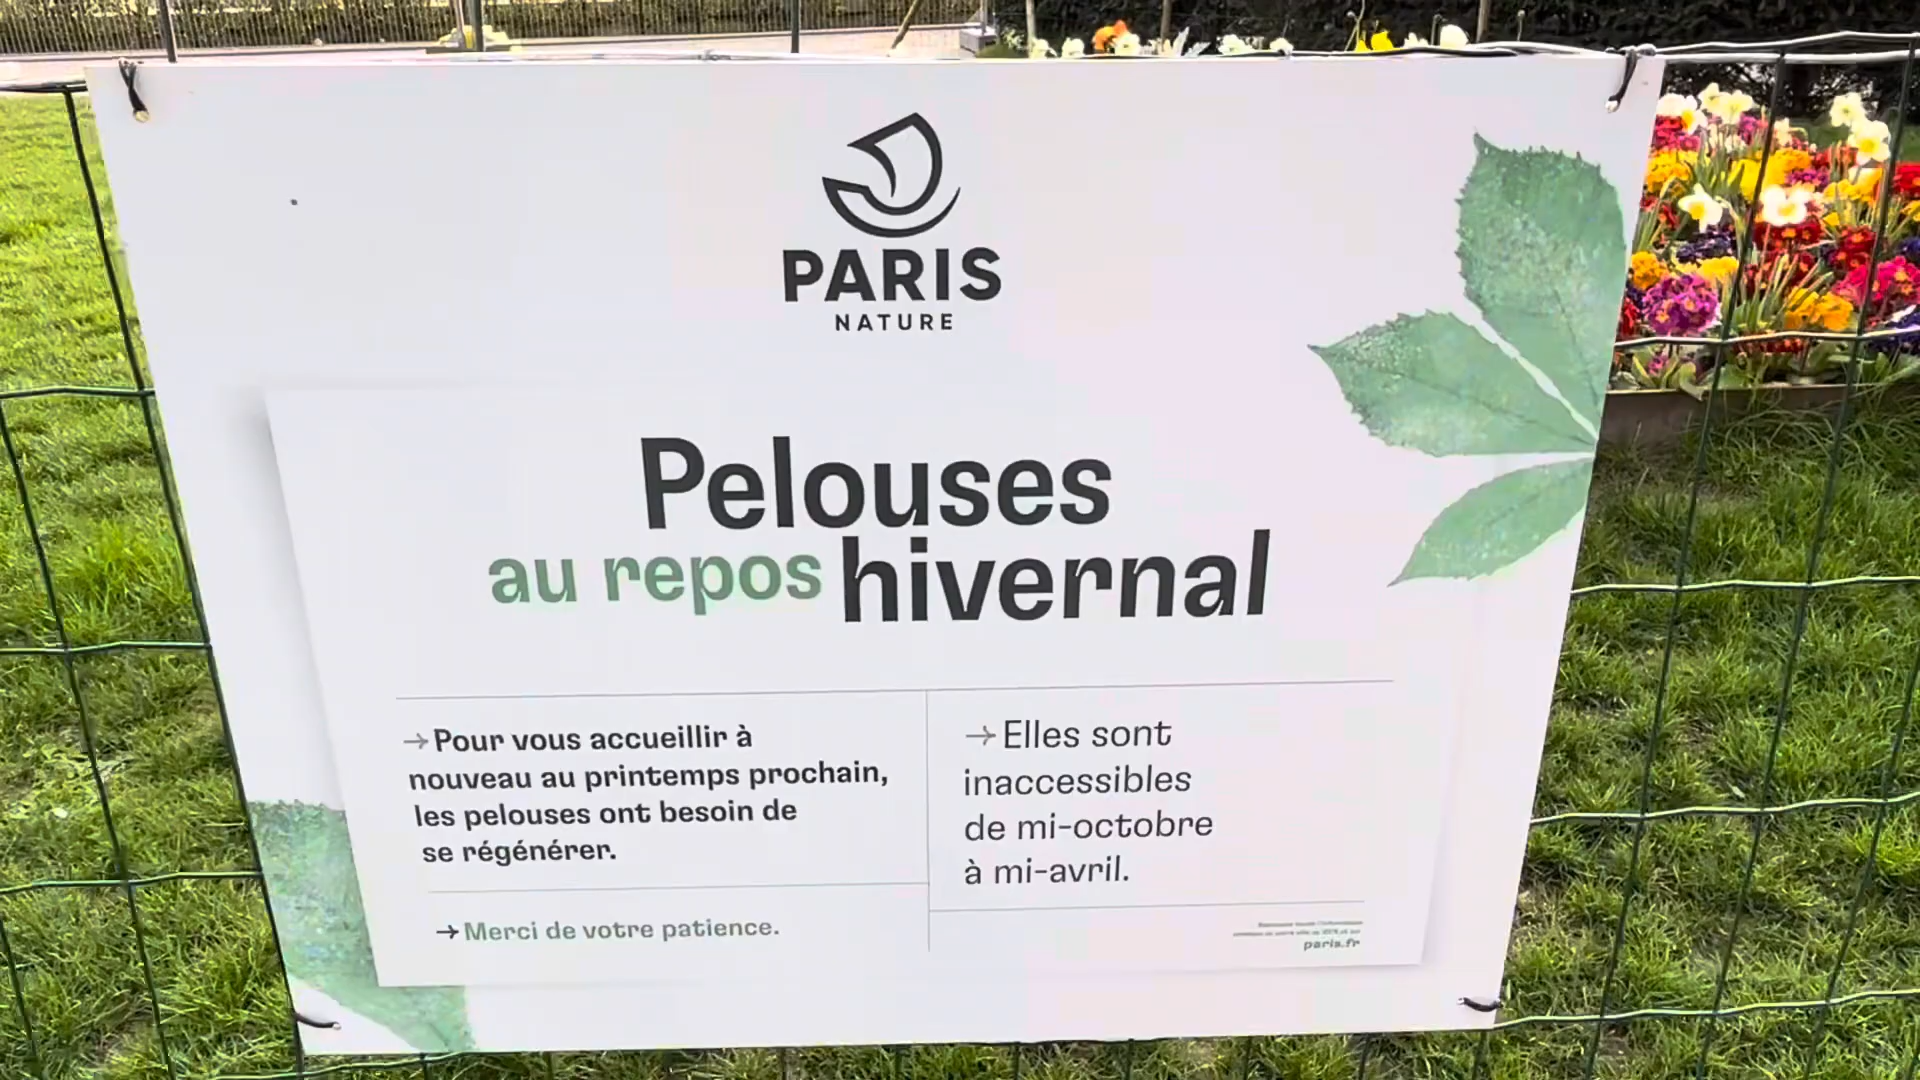 PARIS
NATURE
Pelouses
au repos hivernal
→Pour vous accueillir à
nouveau au printemps prochain,
les pelouses ont besoin de
se régénérer.
→Merci de votre patience.
→Elles sont
inaccessibles
de mi-octobre
à mi-avril.
paris.fr